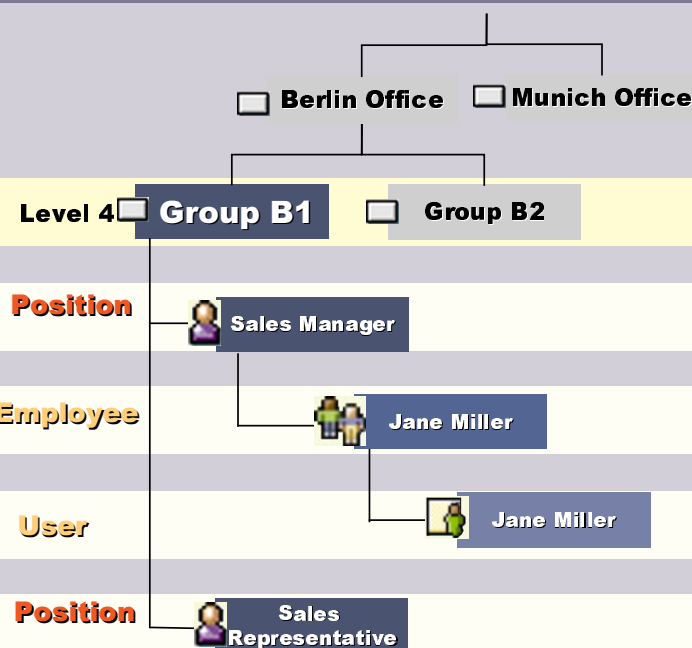 Berlin Office
Munich Office
Level 4
Group B1
Group B2
Position
Sales Manager
Employee
Jane Miller
User
Jane Miller
Position
Sales
Representative